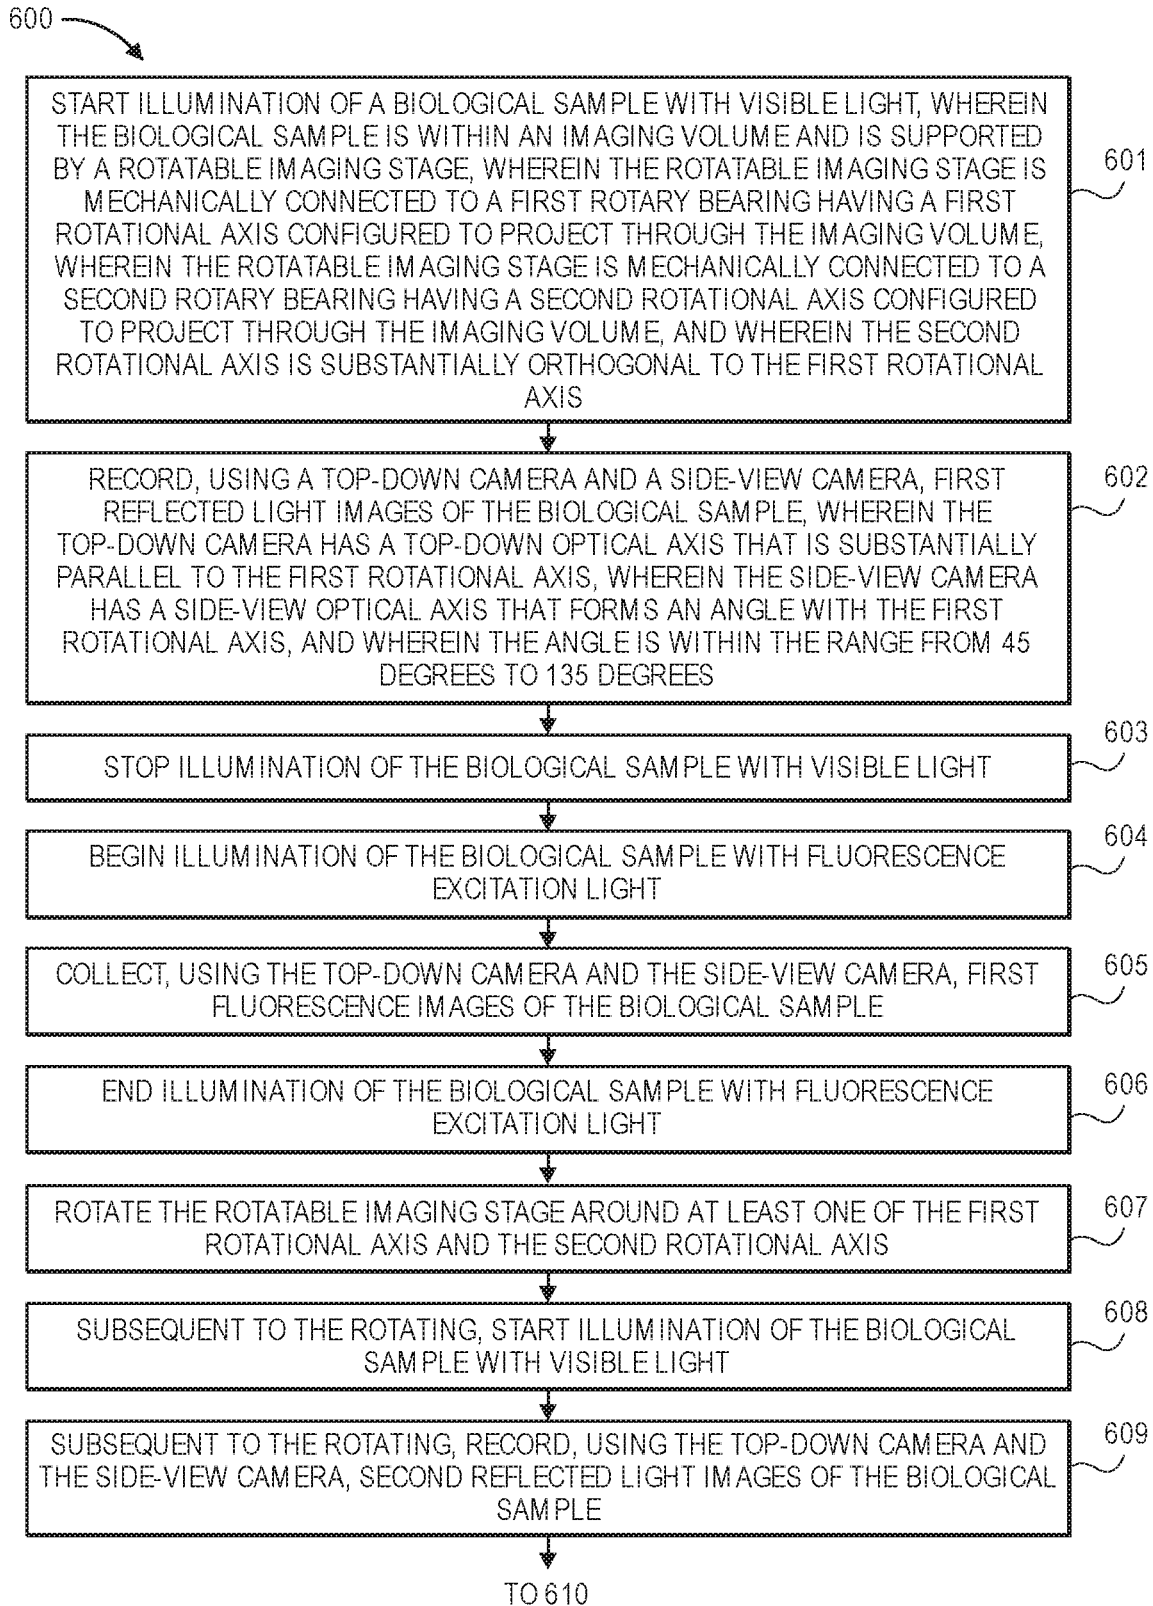 600
START ILLUMINATION OF A BIOLOGICAL SAMPLE WITH VISIBLE LIGHT, WHEREIN
THE BIOLOGICAL SAMPLE IS WITHIN AN IMAGING VOLUME AND IS SUPPORTED
BY A ROTATABLE IMAGING STAGE, WHEREIN THE ROTATABLE IMAGING STAGE IS
MECHANICALLY CONNECTED TO A FIRST ROTARY BEARING HAVING A FIRST
ROTATIONAL AXIS CONFIGURED TO PROJECT THROUGH THE IMAGING VOLUME,
WHEREIN THE ROTATABLE IMAGING STAGE IS MECHANICALLY CONNECTED TO A
SECOND ROTARY BEARING HAVING A SECOND ROTATIONAL AXIS CONFIGURED
TO PROJECT THROUGH THE IMAGING VOLUME, AND WHEREIN THE SECOND
ROTATIONAL AXIS IS SUBSTANTIALLY ORTHOGONAL TO THE FIRST ROTATIONAL
AXIS
601
RECORD, USING A TOP-DOWN CAMERA AND A SIDE-VIEW CAMERA, FIRST
REFLECTED LIGHT IMAGES OF THE BIOLOGICAL SAMPLE, WHEREIN THE
TOP-DOWN CAMERA HAS A TOP-DOWN OPTICAL AXIS THAT IS SUBSTANTIALLY
PARALLEL TO THE FIRST ROTATIONAL AXIS, WHEREIN THE SIDE-VIEW CAMERA
HAS A SIDE-VIEW OPTICAL AXIS THAT FORMS AN ANGLE WITH THE FIRST
ROTATIONAL AXIS, AND WHEREIN THE ANGLE IS WITHIN THE RANGE FROM 45
DEGREES TO 135 DEGREES
602
STOP ILLUMINATION OF THE BIOLOGICAL SAMPLE WITH VISIBLE LIGHT
603
BEGIN ILLUMINATION OF THE BIOLOGICAL SAMPLE WITH FLUORESCENCE
EXCITATION LIGHT
604
COLLECT, USING THE TOP-DOWN CAMERA AND THE SIDE-VIEW CAMERA, FIRST
FLUORESCENCE IMAGES OF THE BIOLOGICAL SAMPLE
605
END ILLUMINATION OF THE BIOLOGICAL SAMPLE WITH FLUORESCENCE
EXCITATION LIGHT
606
ROTATE THE ROTATABLE IMAGING STAGE AROUND AT LEAST ONE OF THE FIRST
ROTATIONAL AXIS AND THE SECOND ROTATIONAL AXIS
607
SUBSEQUENT TO THE ROTATING, START ILLUMINATION OF THE BIOLOGICAL
SAMPLE WITH VISIBLE LIGHT
608
SUBSEQUENT TO THE ROTATING, RECORD, USING THE TOP-DOWN CAMERA AND
THE SIDE-VIEW CAMERA, SECOND REFLECTED LIGHT IMAGES OF THE BIOLOGICAL
SAMPLE
609
TO 610